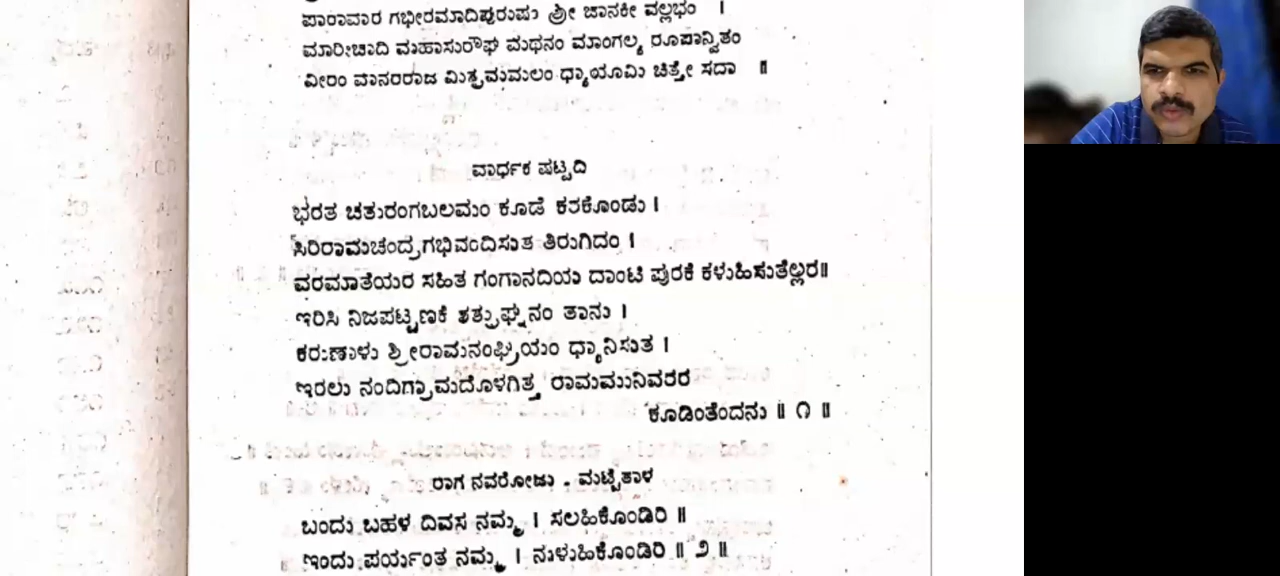 ಪಾರಾವಾರ ಗಭೀರಮಾದಿಪುರುಷು ಶ್ರೀ ಜಾನಕೀ ವಲ್ಲಭಂ ।
ಮಾರೀಚಾದಿ ಮಹಾಸುರೌಘ ಮಥನಂ ಮಾಂಗಲ್ಯ ರೂಪಾನ್ವಿತಂ
ವೀರಂ ವಾನರರಾಜ ಮಿತ್ರಮಮಲಂ ಧ್ಯಾಯಾಮಿ ಚಿತ್ತೇ ಸದಾ ॥
ವಾರ್ಧಕ ಷಟ್ಪದಿ
ಭರತ ಚತುರಂಗಬಲಮಂ ಕೂಡೆ ಕರಕೊಂಡು ।
ಸಿರಿರಾಮಚಂದ್ರಗಭಿವಂದಿಸುತ ತಿರುಗಿದಂ ।
ವರಮಾತೆಯರ ಸಹಿತ ಗಂಗಾನದಿಯ ದಾಂಟಿ ಪುರಕೆ ಕಳುಹಿಸುತೆಲ್ಲರ॥
ಇರಿಸಿ ನಿಜಪಟ್ಟಣಕೆ ಶತ್ರುಘ್ನನಂ ತಾನು ।
ಕರುಣಾಳು ಶ್ರೀರಾಮನಂಘ್ರಿಯಂ ಧ್ಯಾನಿಸುತ ।
ಇರಲು ನಂದಿಗ್ರಾಮದೊಳಗಿತ್ತ ರಾಮಮುನಿವರರ
ಕೂಡಿಂತೆಂದನು ॥ ೧ ॥
ರಾಗ ನವರೋಜು . ಮಟ್ಟೆತಾಳ
ಬಂದು ಬಹಳ ದಿವಸ ನಮ್ಮ । ಸಲಹಿಕೊಂಡಿರಿ ॥
ಇಂದು ಪರ್ಯಂತ ನಮ್ಮ । ನುಳುಹಿಕೊಂಡಿರಿ ॥ ೨ ॥